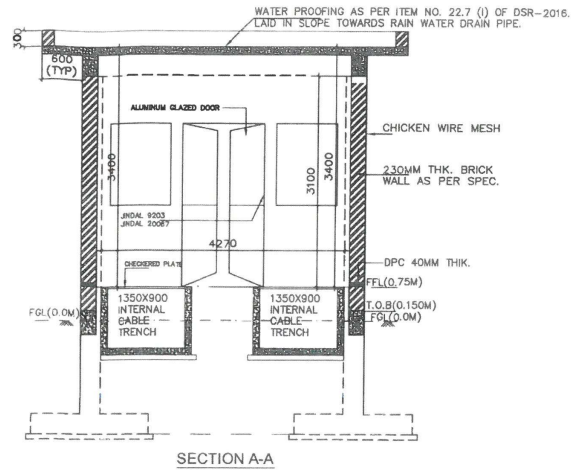 WATER PROOFING AS PER ITEM NO. 22.7 (I) OF DSR-2016.
LAID IN SLOPE TOWARDS RAIN WATER DRAIN PIPE.
300
600
(TYP)
ALUMINUM GLAZED DOOR
CHICKEN WIRE MESH
3400
3100
3400
230MM THK. BRICK
WALL AS PER SPEC.
JINDAL 9203
JINDAL 20067
4270
CHECKERED PLATE
DPC 40MM THIK.
FFL(0.75M)
1350X900
INTERNAL
CABLE
TRENCH
1350X900
INTERNAL
CABLE
TRENCH
T.O.B(0.150M)
FGL(0.0M)
FGL(0.0M)
SECTION A-A